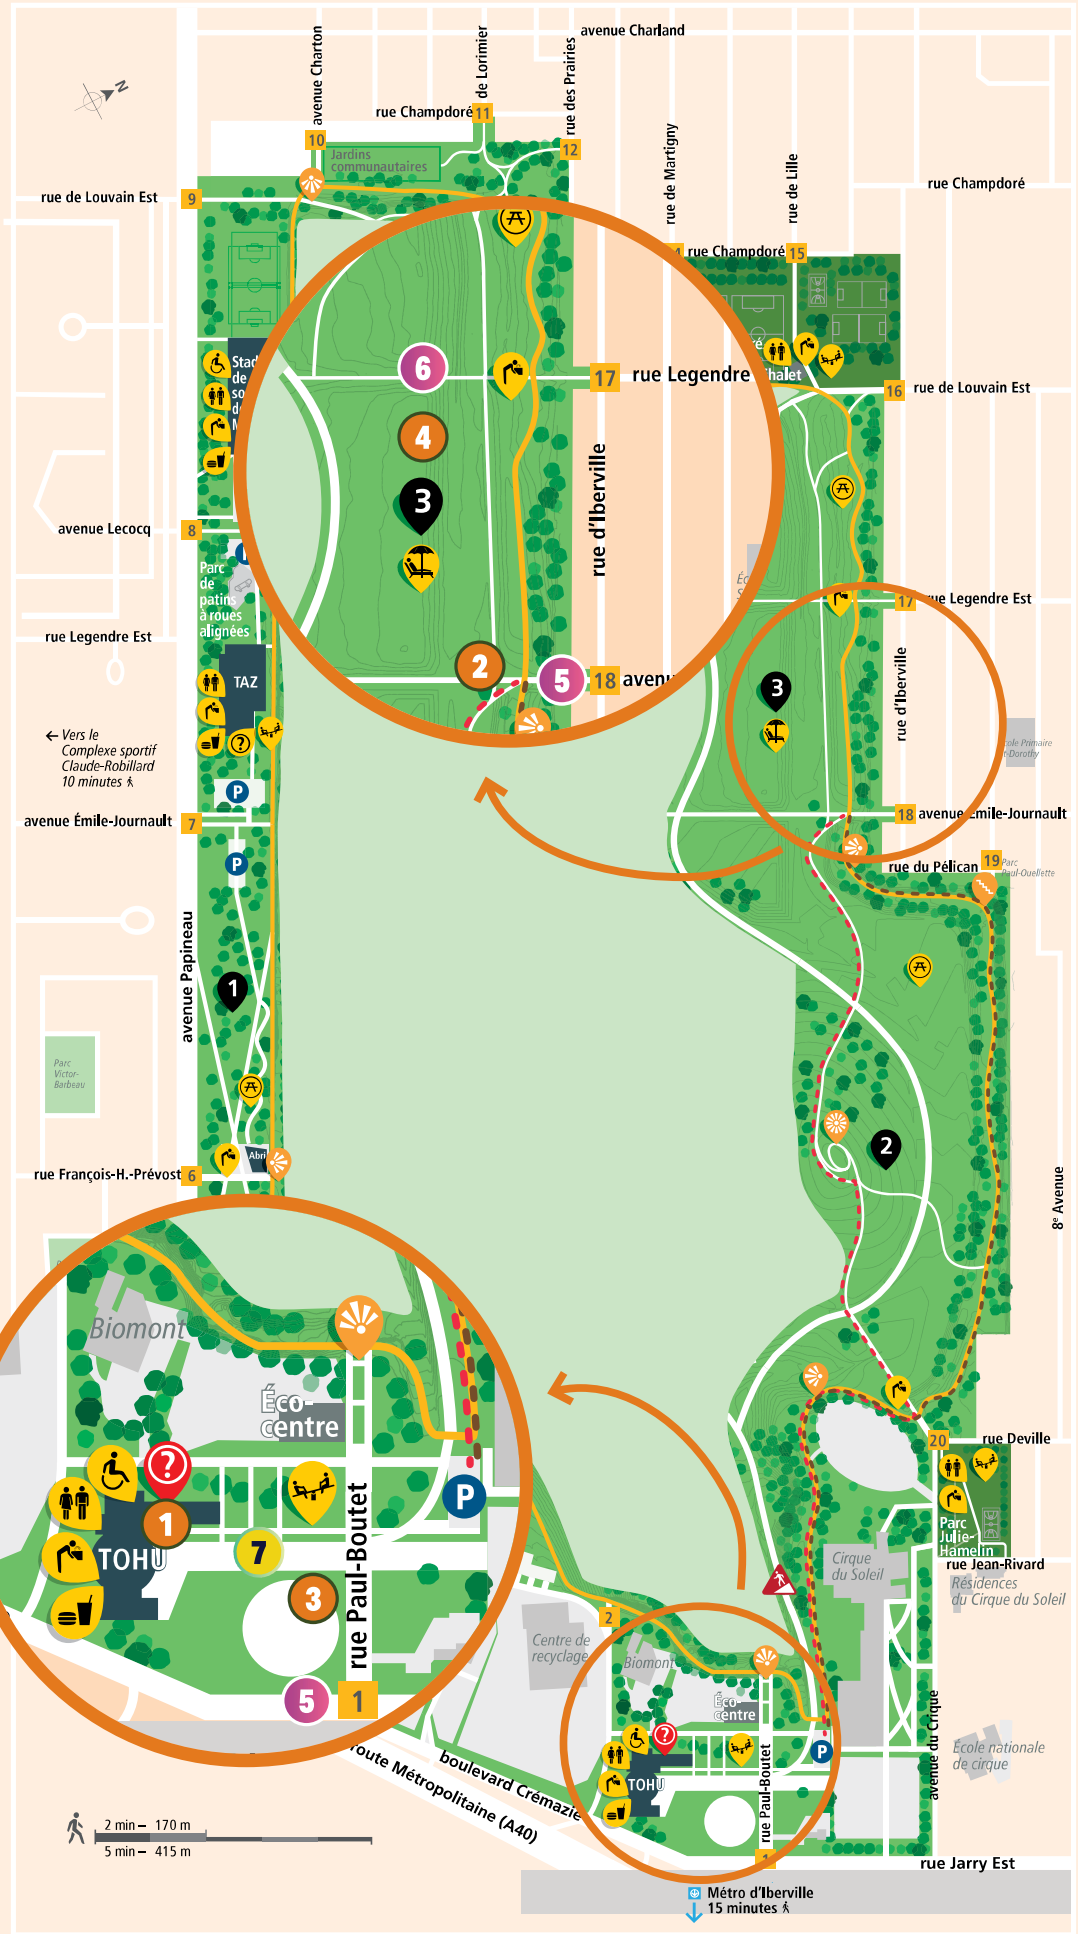 avenue Charland
avenue Charton
de Lorimier
rue des Prairies
rue Champdoré
11
10
12
N
Jardins
communautaires
rue de Martigny
rue de Lille
rue Champdoré
rue de Louvain Est
9
rue Champdoré
15
6
17
rue Legendre
4
3
rue d'Iberville
2
5
18
Chalet
16
rue de Louvain Est
avenue Lecocq
8
P
Parc
de
patins
à roues
alignées
rue Legendre Est
TAZ
17
rue Legendre Est
3
rue d'Iberville
Vers le
Complexe sportif
Claude-Robillard
10 minutes
?
P
avenue Émile-Journault
7
P
18
avenue Émile-Journault
rue du Pélican
19
Parc
Paul-Ouellette
avenue Papineau
1
Parc
Victor-
Barbeau
2
Abri
rue François-H.-Prévost
6
8e Avenue
Biomont
Éco-
centre
?
P
1
TOHU
7
3
rue Paul-Boutet
5
1
20
rue Deville
Parc
Julie-
Hamelin
rue Jean-Rivard
Résidences
du Cirque du Soleil
Cirque
du Soleil
2
Centre de
recyclage
Biomont
Éco-
centre
?
P
TOHU
rue Paul-Boutet
1
avenue du Cirque
École nationale
de cirque
boulevard Crémazie
route Métropolitaine (A40)
2 min – 170 m
5 min – 415 m
rue Jarry Est
Métro d'Iberville
15 minutes